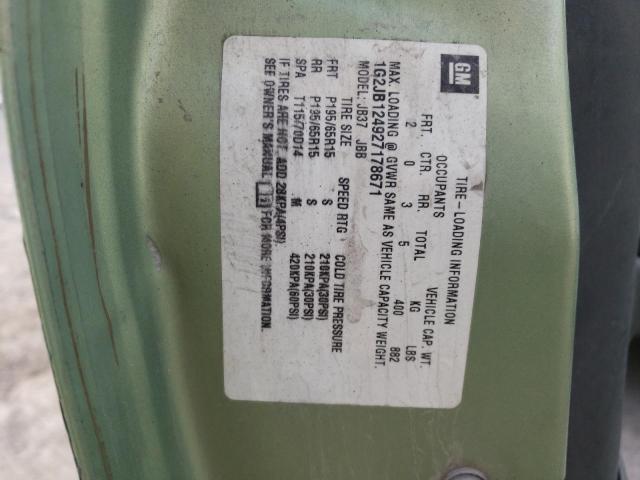 GM
TIRE-LOADING INFORMATION
OCCUPANTS VEHICLE CAP. WT.
FRT. CTR. RR. TOTAL KG LBS
2 0 3 5 400 882
MAX. LOADING @ GVWR SAME AS VEHICLE CAPACITY WEIGHT.
1G2JB124927178671
MODEL: JB37 JBB
TIRE SIZE SPEED RTG COLD TIRE PRESSURE
FRT P195/65R15 S 210KPA(30PSI)
RR P195/65R15 S 210KPA(30PSI)
SPA T115/70D14 M 420KPA(60PSI)
IF TIRES ARE HOT, ADD 28KPA(4PSI)
SEE OWNER'S MANUAL FOR MORE INFORMATION.